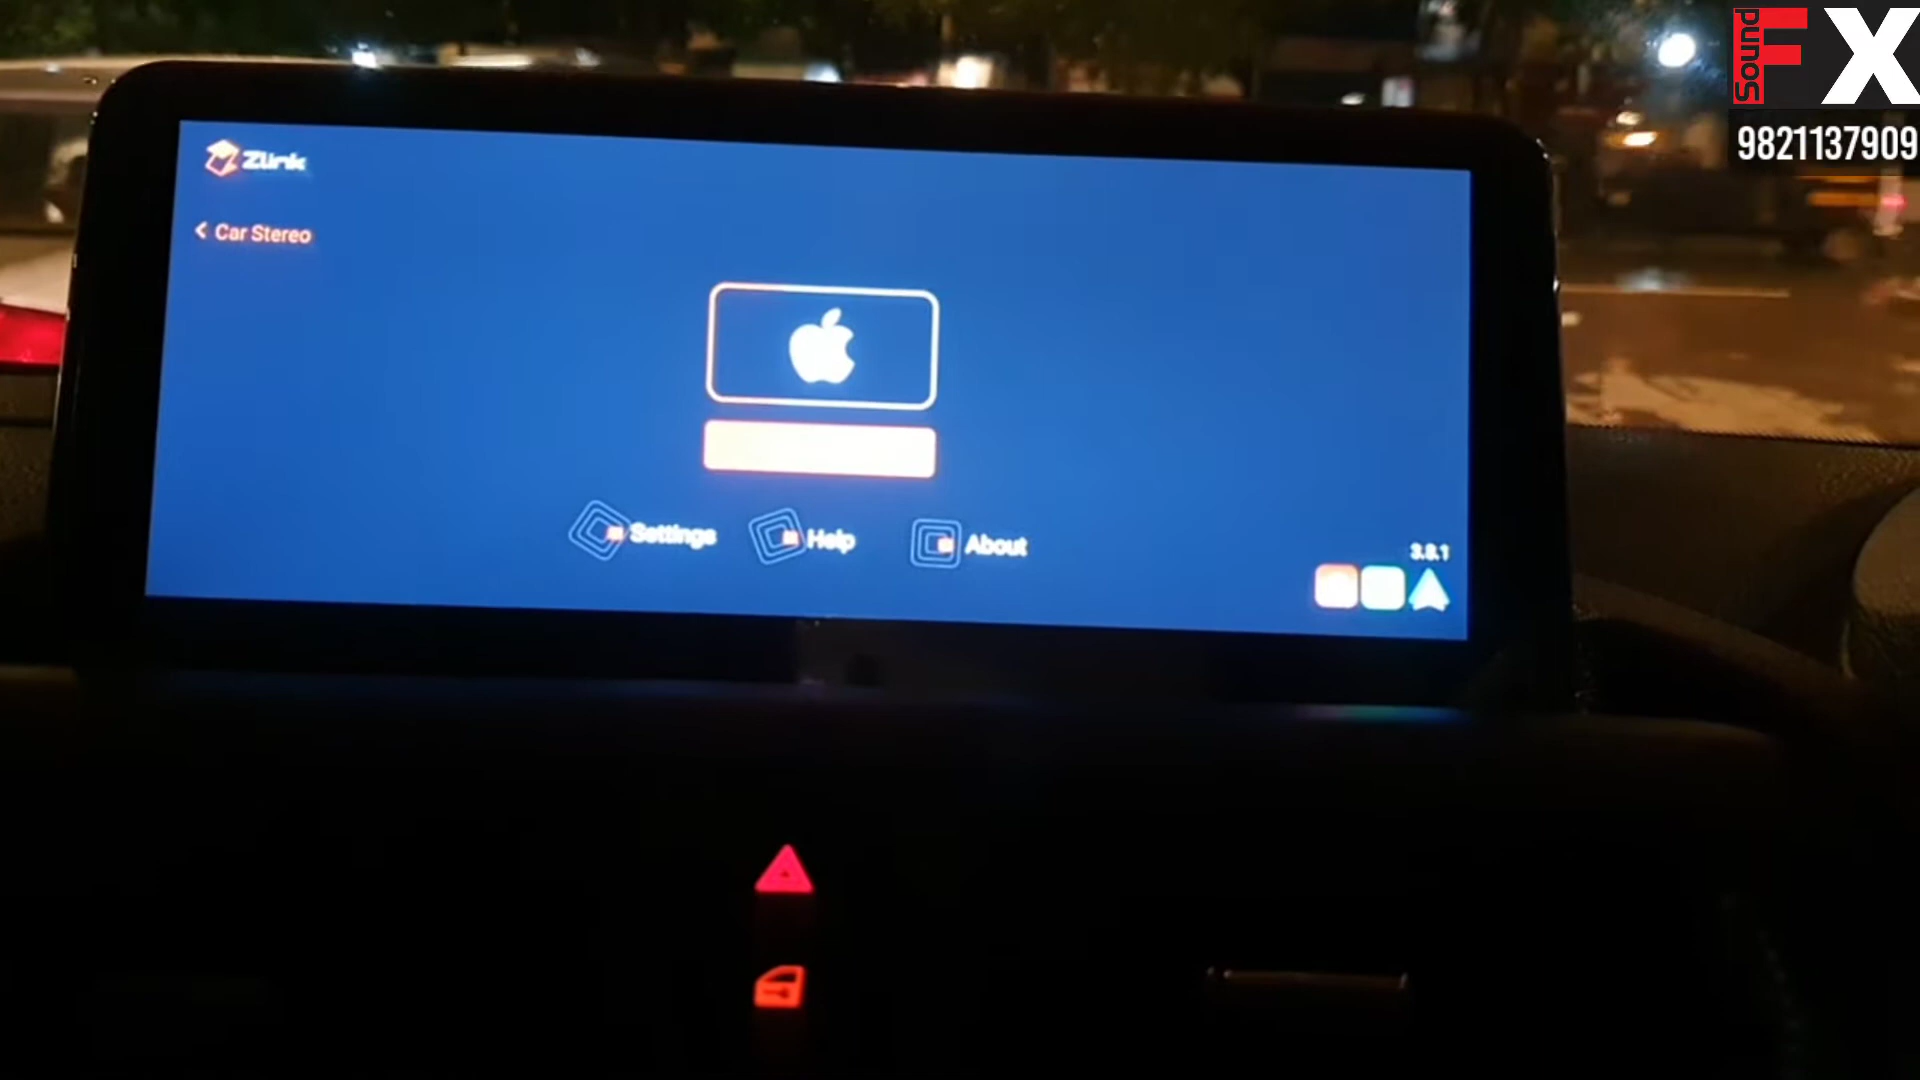 Zlink
Car Stereo
Settings
Help
About
3.8.1
Sound
FX
9821137909